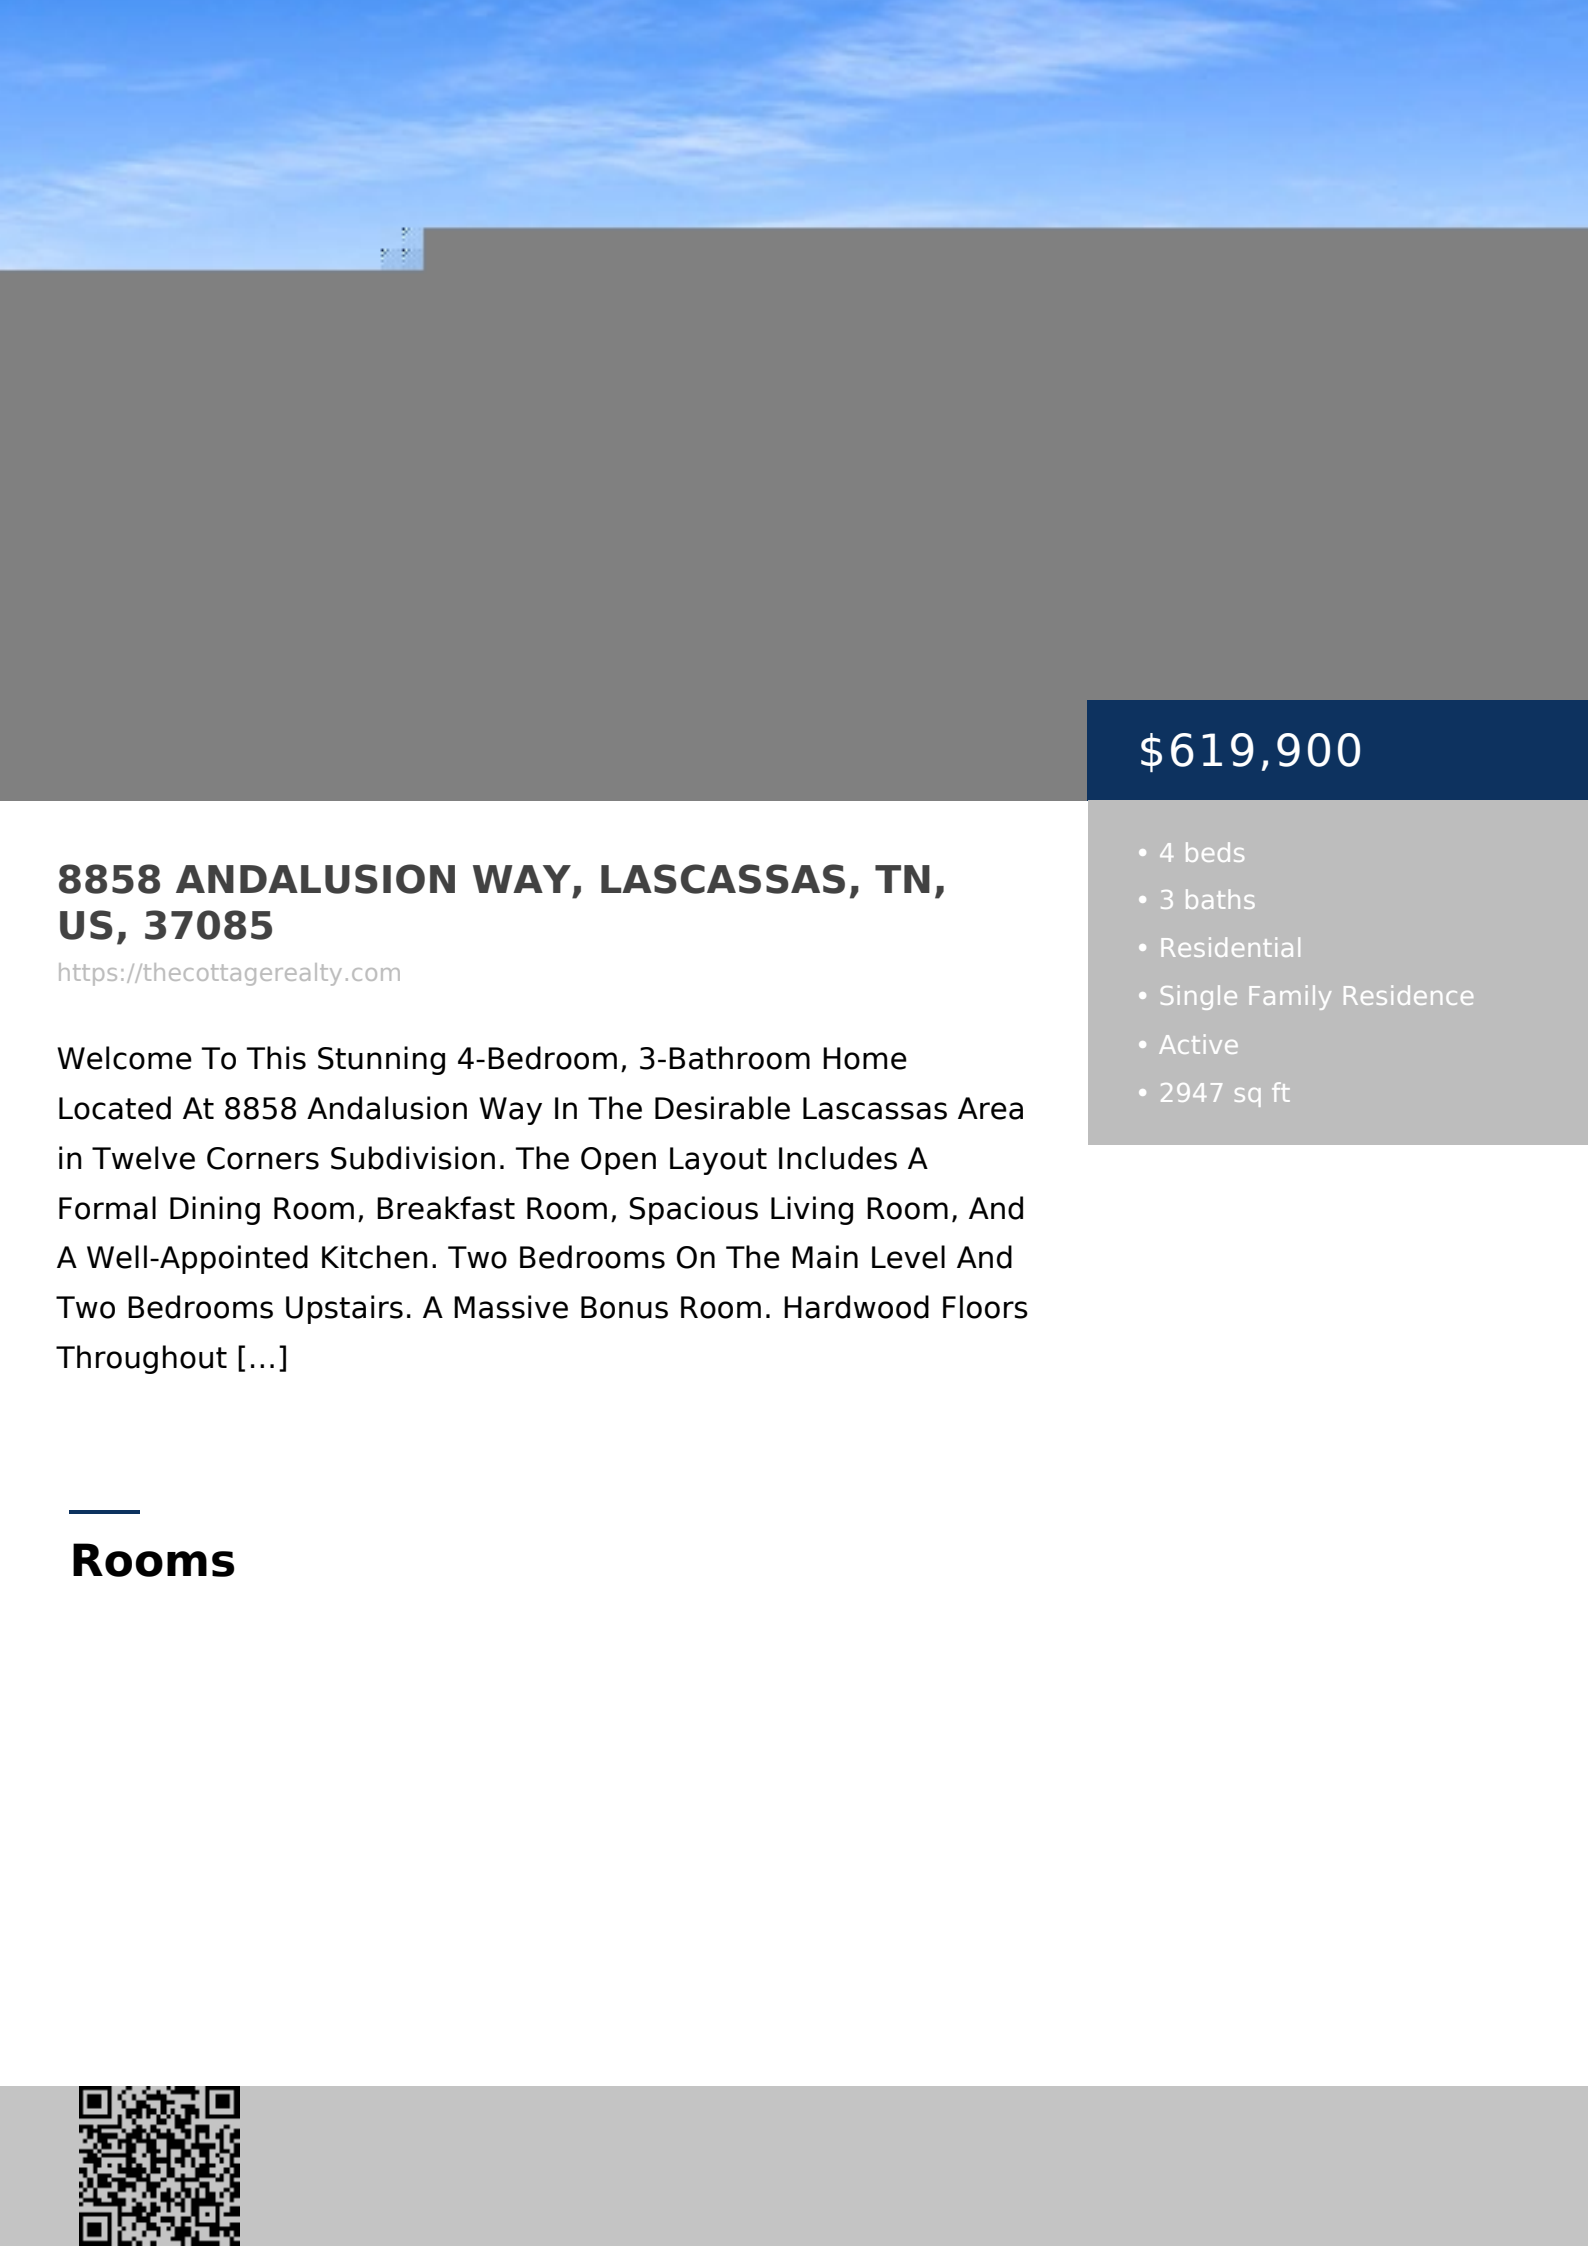 $619,900
8858 ANDALUSION WAY, LASCASSAS, TN,
US, 37085
https://thecottagerealty.com
Welcome To This Stunning 4-Bedroom, 3-Bathroom Home
Located At 8858 Andalusion Way In The Desirable Lascassas Area
in Twelve Corners Subdivision. The Open Layout Includes A
Formal Dining Room, Breakfast Room, Spacious Living Room, And
A Well-Appointed Kitchen. Two Bedrooms On The Main Level And
Two Bedrooms Upstairs. A Massive Bonus Room. Hardwood Floors
Throughout [...]
• 4 beds
• 3 baths
• Residential
• Single Family Residence
• Active
• 2947 sq ft
Rooms